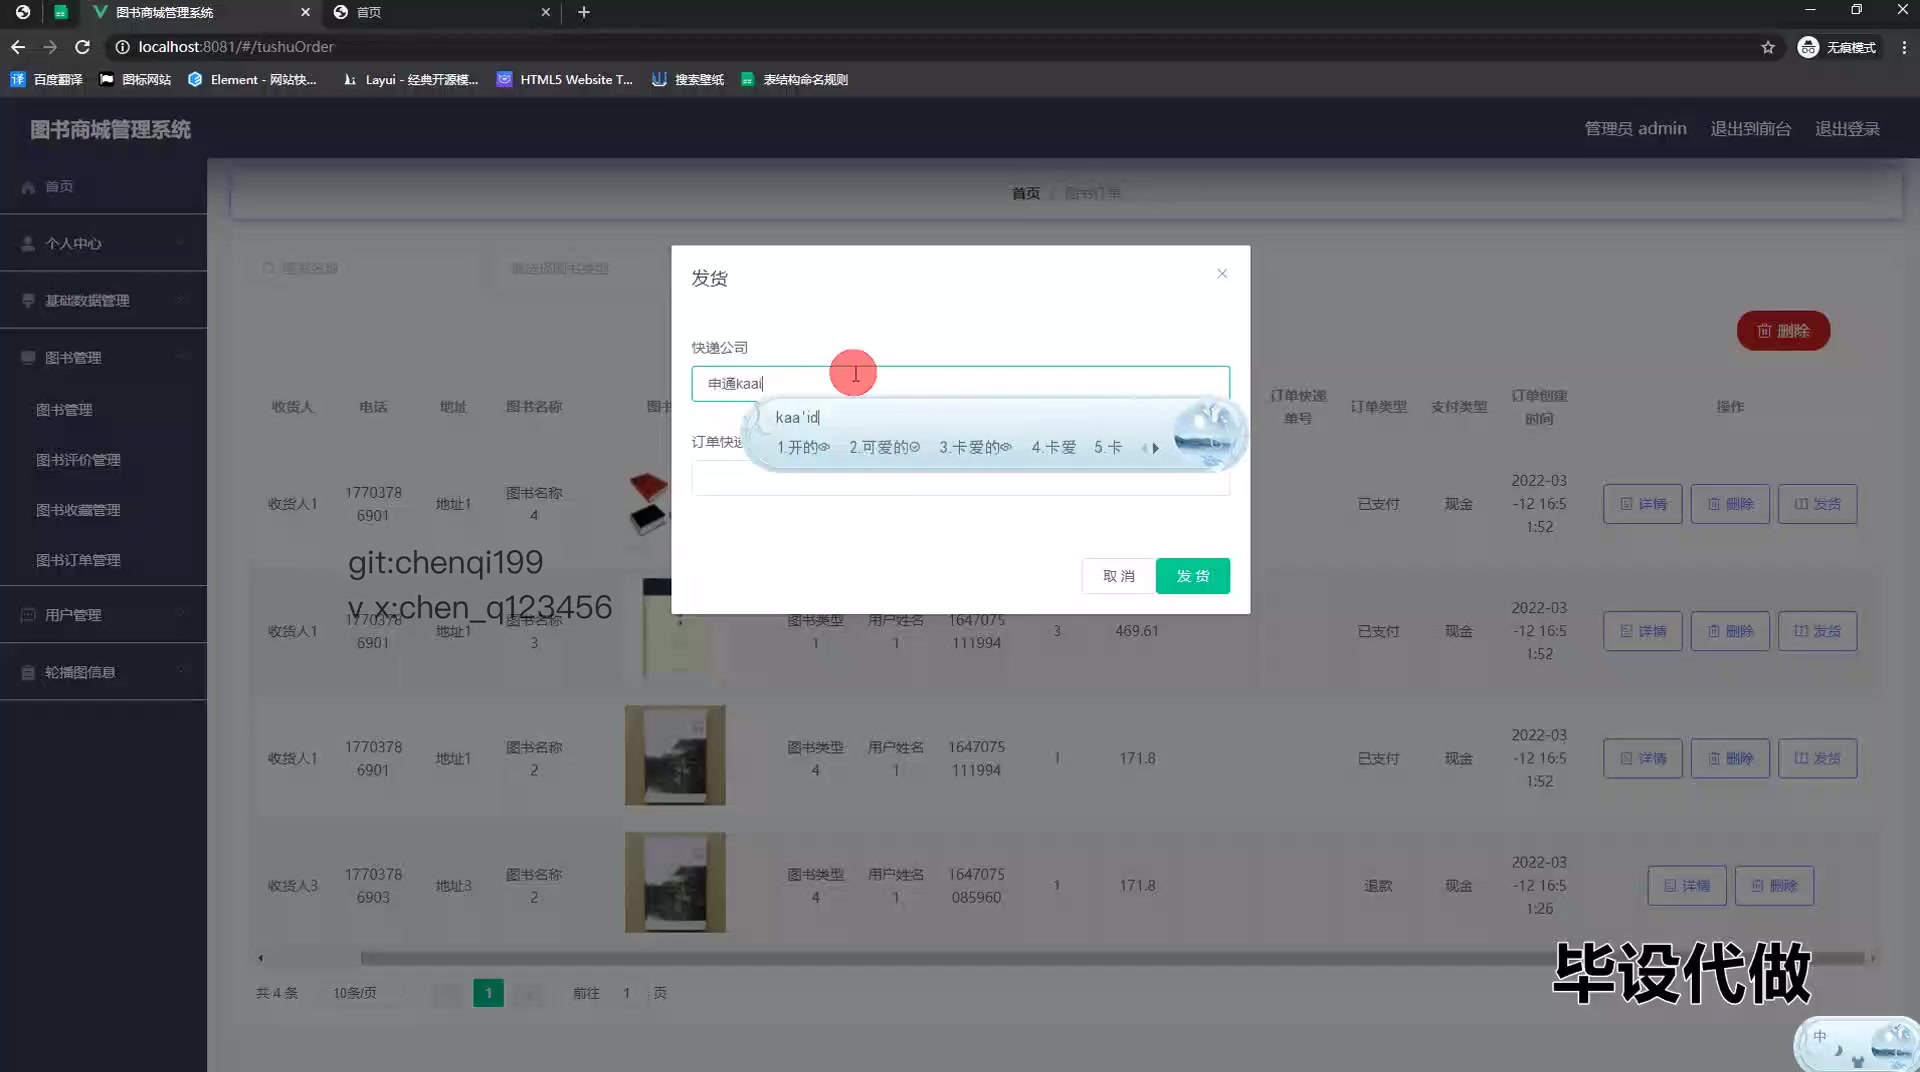 图书商城管理系统
首页
localhost:8081/#/tushuOrder
无痕模式
百度翻译
图标网站
Element - 网站快...
Layui - 经典开源模...
HTML5 Website T...
搜索壁纸
表结构命名规则
图书商城管理系统
管理员 admin
退出到前台
退出登录
首页
个人中心
基础数据管理
图书管理
图书管理
图书评价管理
图书收藏管理
图书订单管理
用户管理
轮播图信息
首页 / 图书订单
图书名称
删除
发货
快递公司
申通kaai
kaa'id
1.开的 2.可爱的 3.卡爱的 4.卡爱 5.卡
订单快递
取 消
发 货
收货人 电话 地址 图书名称 图书 订单快递单号 订单类型 支付类型 订单创建时间 操作
收货人1 17703786901 地址1 图书名称4 已支付 现金 2022-03-12 16:51:52 详情 删除 发货
收货人1 17703786901 地址1 图书名称3 图书类型1 用户姓名1 1647075111994 3 469.61 已支付 现金 2022-03-12 16:51:52 详情 删除 发货
收货人1 17703786901 地址1 图书名称2 图书类型4 用户姓名1 1647075111994 1 171.8 已支付 现金 2022-03-12 16:51:52 详情 删除 发货
收货人3 17703786903 地址3 图书名称2 图书类型4 用户姓名1 1647075085960 1 171.8 退款 现金 2022-03-12 16:51:26 详情 删除
git:chenqi199
v x:chen_q123456
共 4 条
10条/页
1
前往 1 页
毕设代做
中